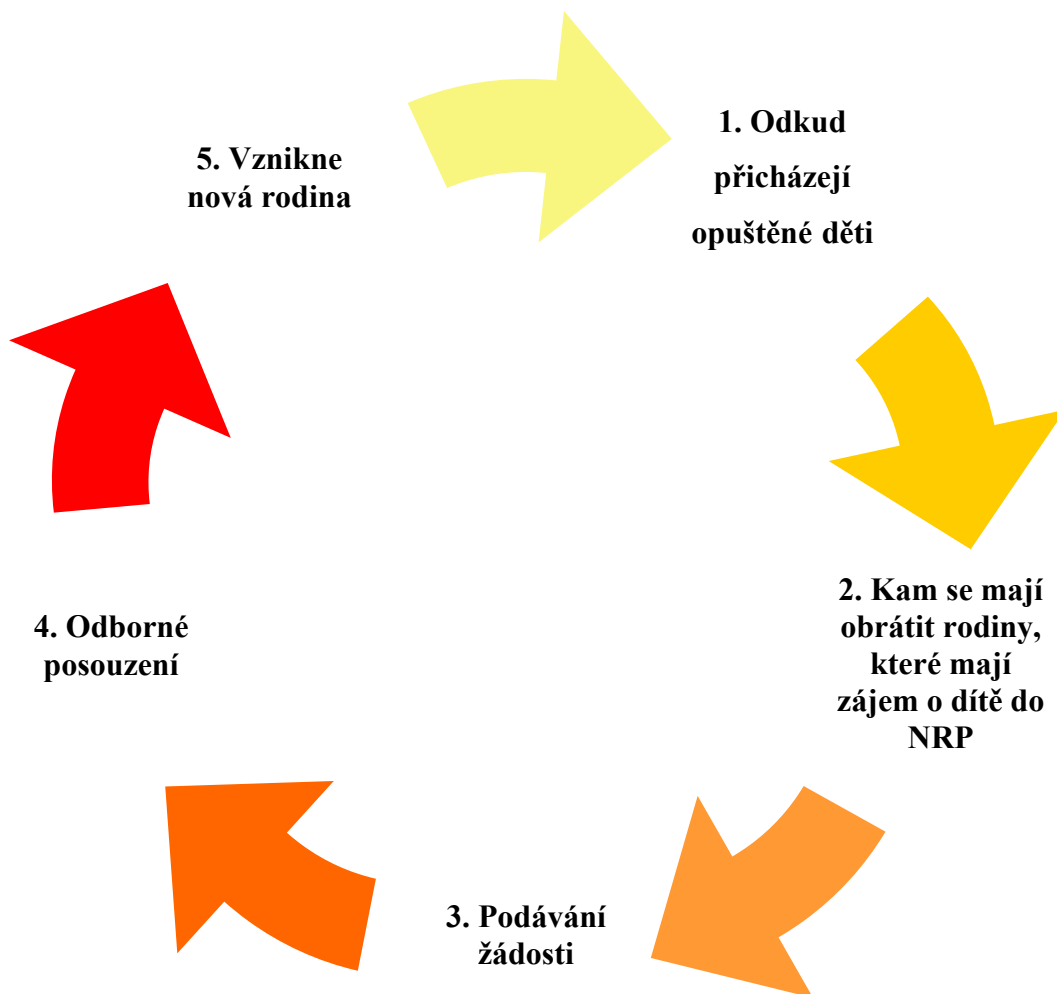 1. Odkud
přicházejí
opuštěné děti
2. Kam se mají
obrátit rodiny,
které mají
zájem o dítě do
NRP
3. Podávání
žádosti
4. Odborné
posouzení
5. Vznikne
nová rodina